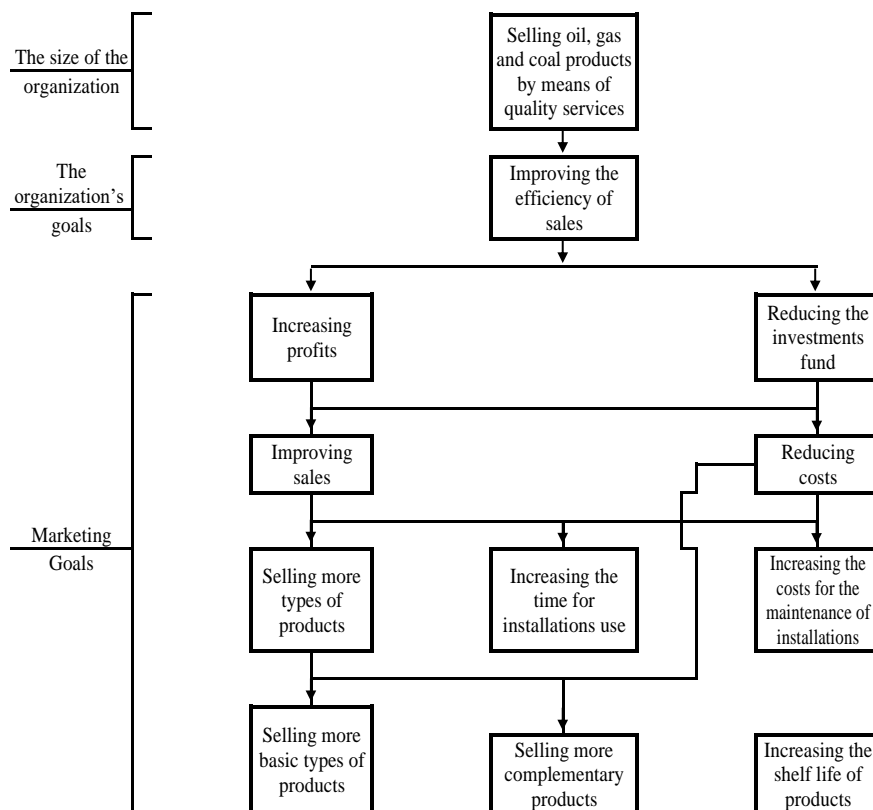 The size of the
organization
Selling oil, gas
and coal products
by means of
quality services
The
organization's
goals
Improving the
efficiency of
sales
Increasing
profits
Reducing the
investments
fund
Improving
sales
Reducing
costs
Marketing
Goals
Selling more
types of
products
Increasing the
time for
installations use
Increasing the
costs for the
maintenance of
installations
Selling more
basic types of
products
Selling more
complementary
products
Increasing the
shelf life of
products